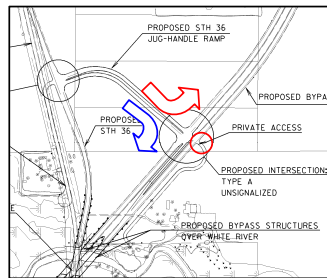 PROPOSED STH 36
JUG-HANDLE RAMP
PROPOSED BYPA
PROPOSE
STH 36
PRIVATE ACCESS
PROPOSED INTERSECTION:
TYPE A
UNSIGNALIZED
PROPOSED BYPASS STRUCTURES
OVER WHITE RIVER
E